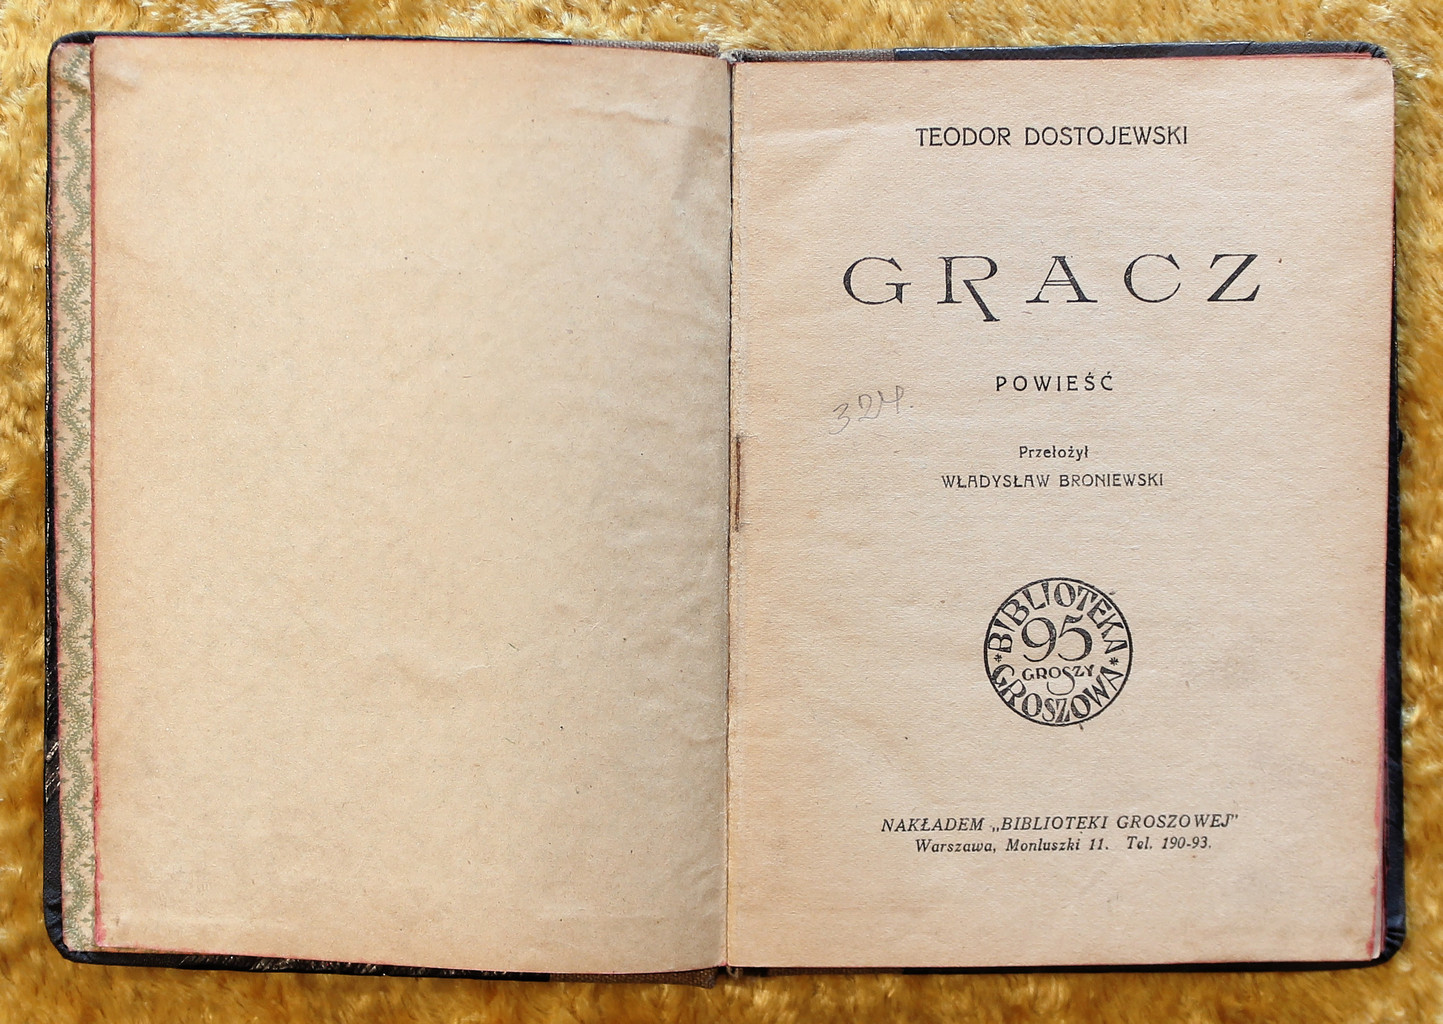 TEODOR DOSTOJEWSKI
GRACZ
POWIEŚĆ
324.
Przełożył
WŁADYSŁAW BRONIEWSKI
BIBLIOTEKA
95
GROSZY
GROSZOWA
NAKŁADEM „BIBLIOTEKI GROSZOWEJ”
Warszawa, Moniuszki 11. Tel. 190-93.